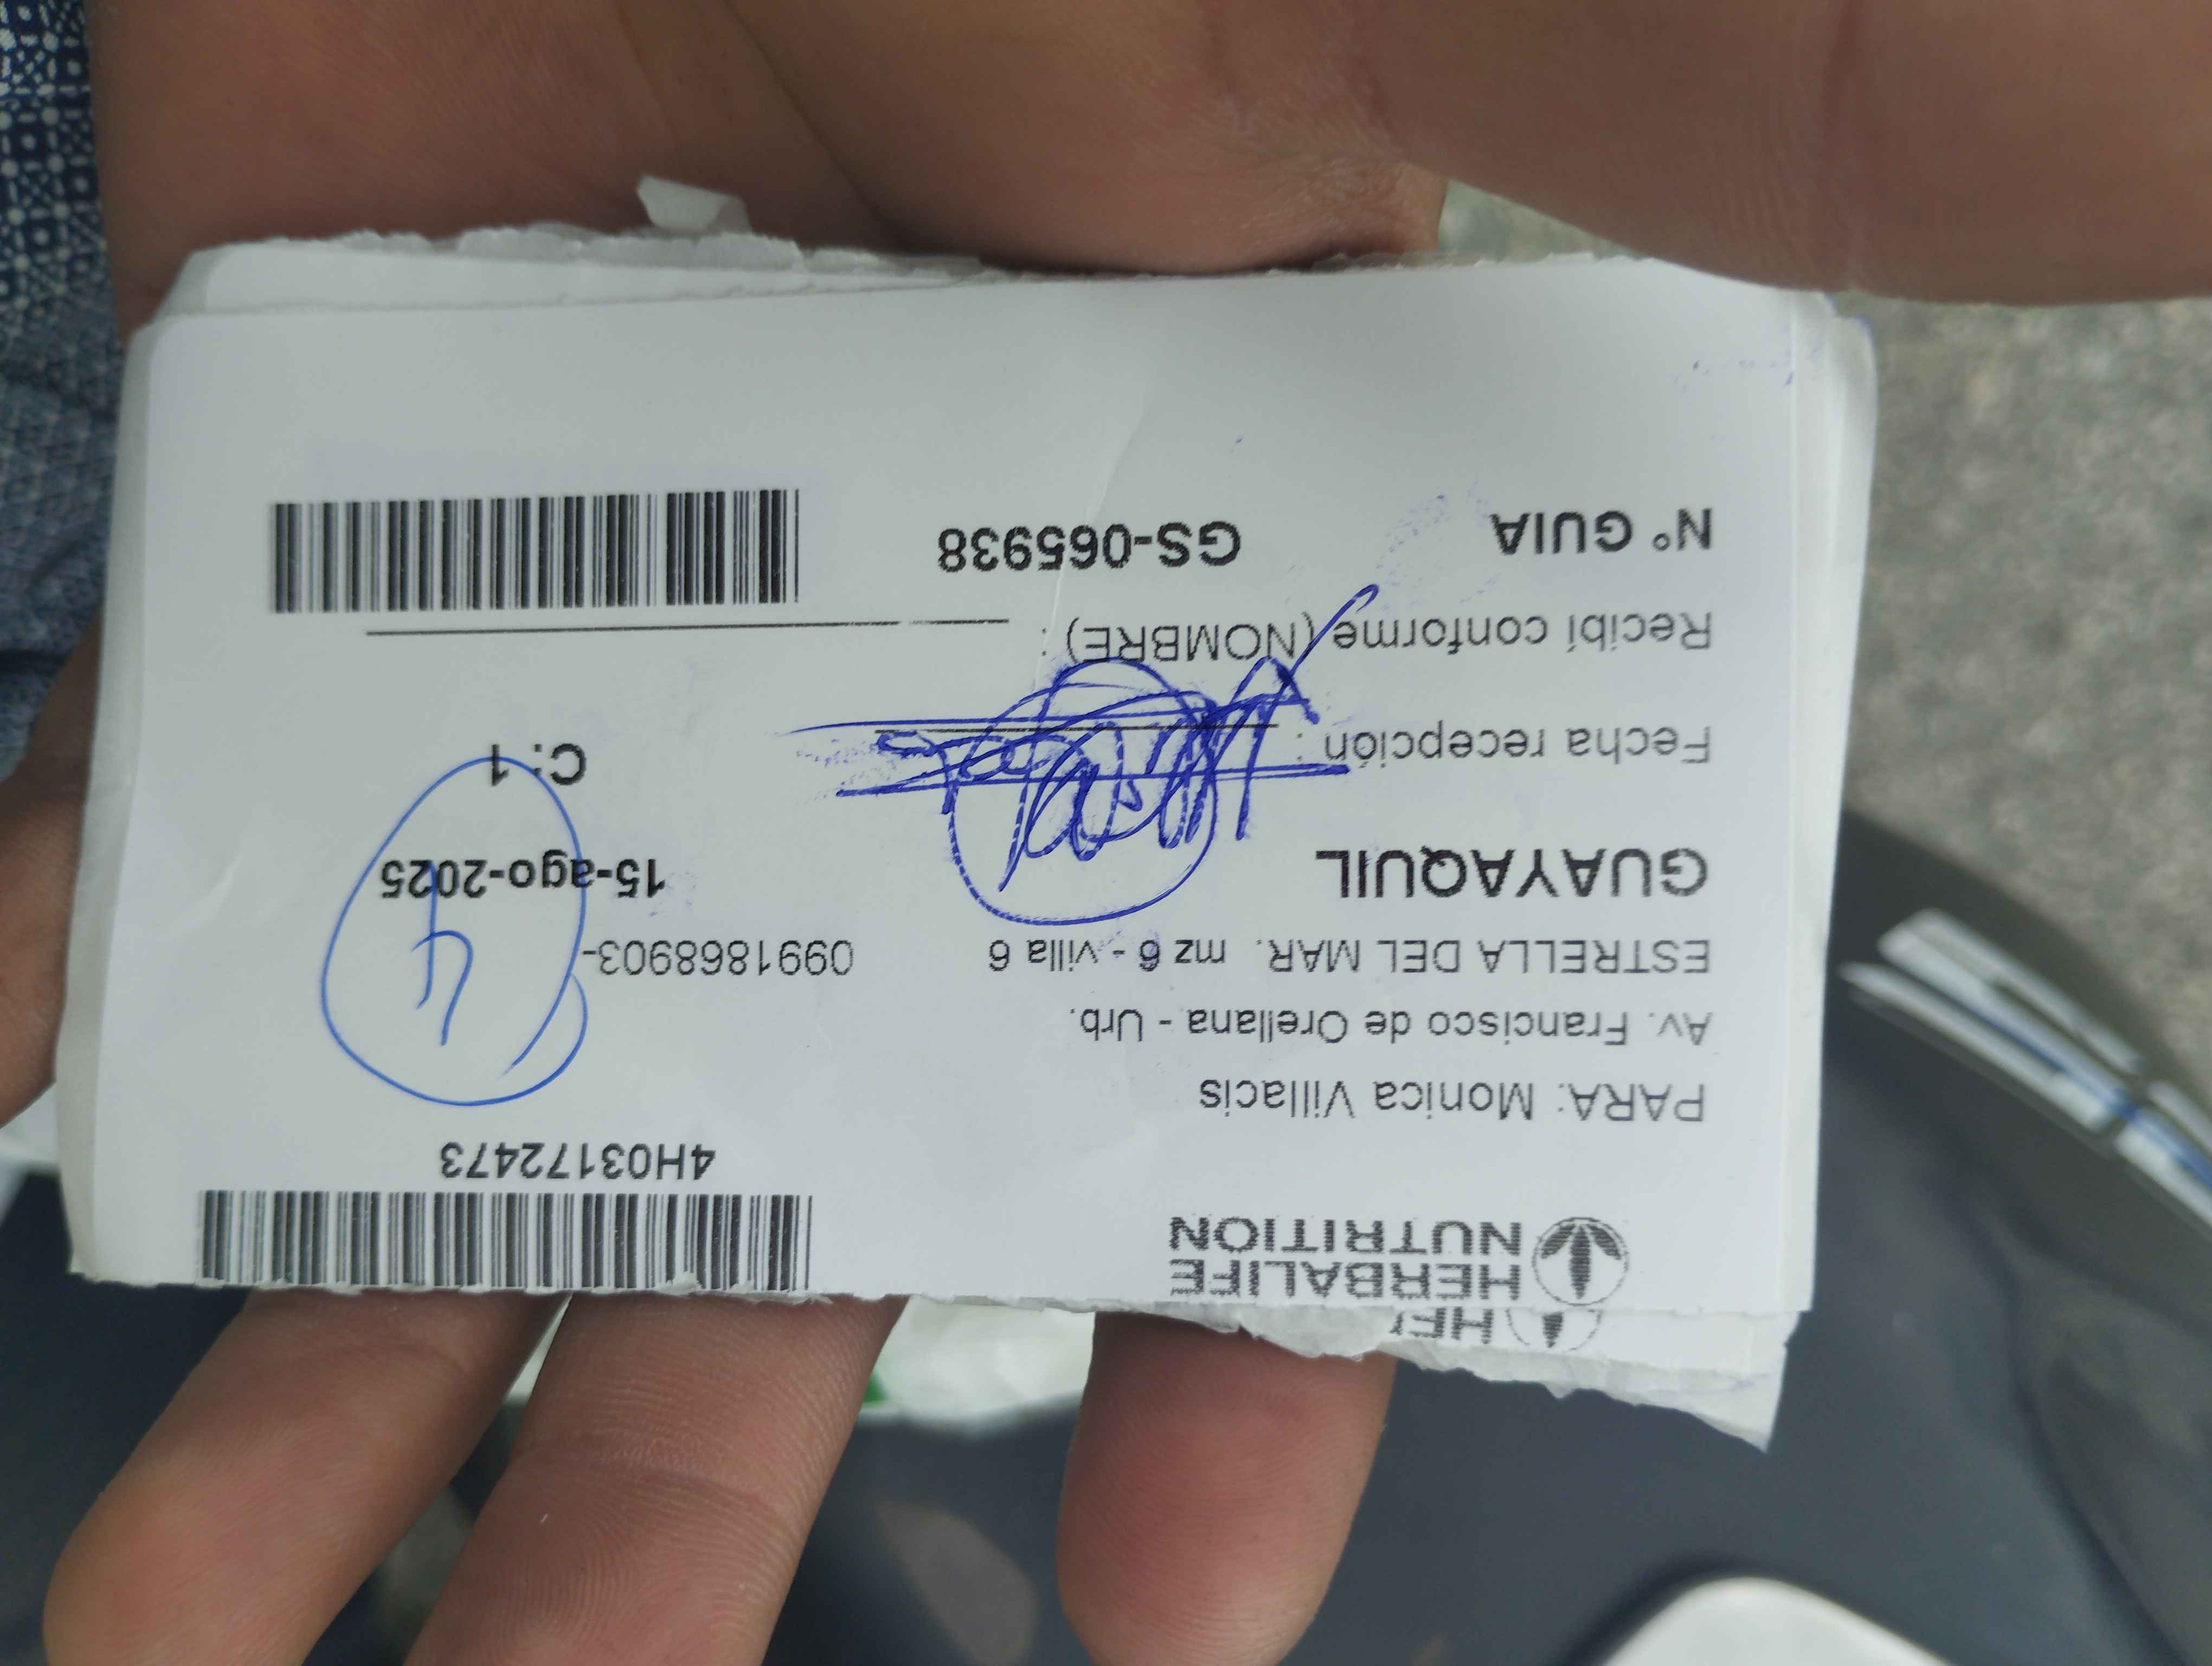 HE
HERBALIFE
NUTRITION
4H03172473
PARA: Monica Villacis
Av. Francisco de Orellana - Urb.
ESTRELLA DEL MAR. mz 6 - villa 6 0991868903-
GUAYAQUIL 15-ago-2025
4
C: 1
Fecha recepción :
Recibí conforme (NOMBRE) :
N° GUIA GS-065938